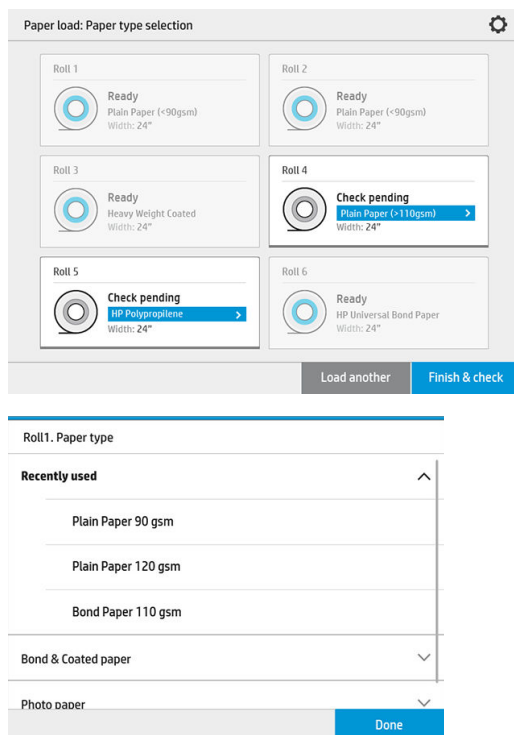 Paper load: Paper type selection
Roll 1
Ready
Plain Paper (<90gsm)
Width: 24"
Roll 2
Ready
Plain Paper (<90gsm)
Width: 24"
Roll 3
Ready
Heavy Weight Coated
Width: 24"
Roll 4
Check pending
Plain Paper (>110gsm)
Width: 24"
Roll 5
Check pending
HP Polypropilene
Width: 24"
Roll 6
Ready
HP Universal Bond Paper
Width: 24"
Load another
Finish & check
Roll1. Paper type
Recently used
Plain Paper 90 gsm
Plain Paper 120 gsm
Bond Paper 110 gsm
Bond & Coated paper
Photo paper
Done